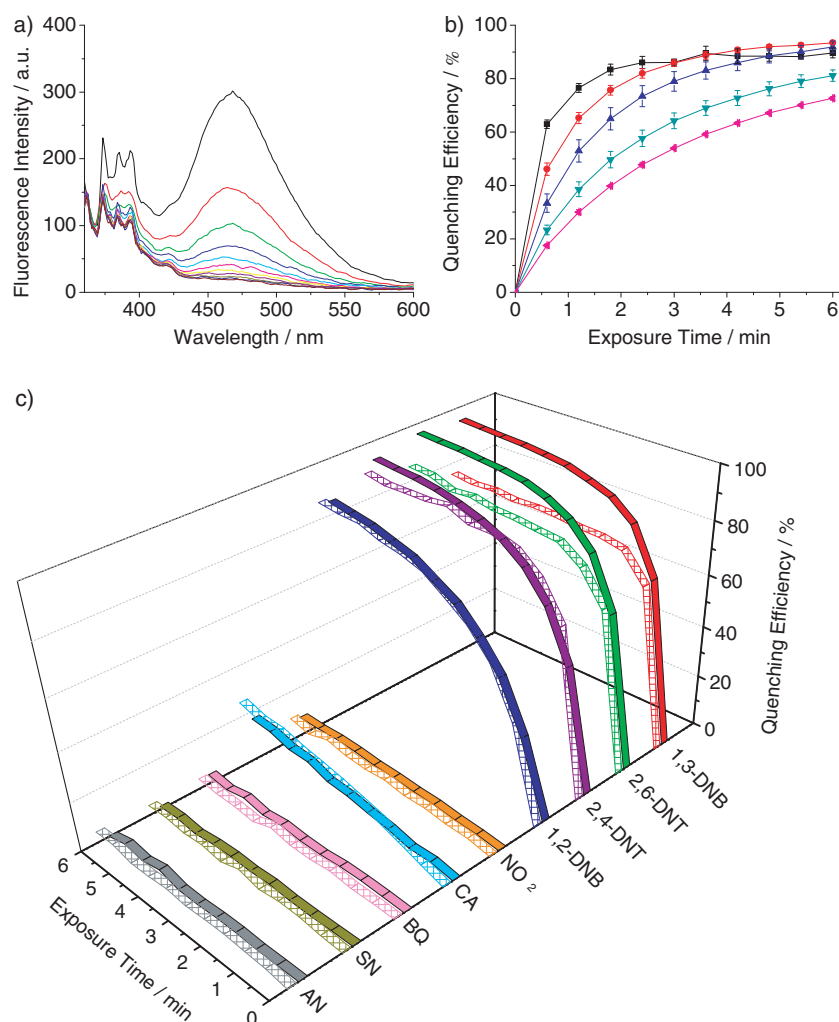 a)
400
300
200
100
0
Fluorescence Intensity / a.u.
400 450 500 550 600
Wavelength / nm
b)
100
80
60
40
20
0
Quenching Efficiency / %
0 1 2 3 4 5 6
Exposure Time / min
c)
100
80
60
40
20
0
Quenching Efficiency / %
6
5
4
3
2
1
0
Exposure Time / min
AN
SN
BQ
CA
NO 2
1,2-DNB
2,4-DNT
2,6-DNT
1,3-DNB